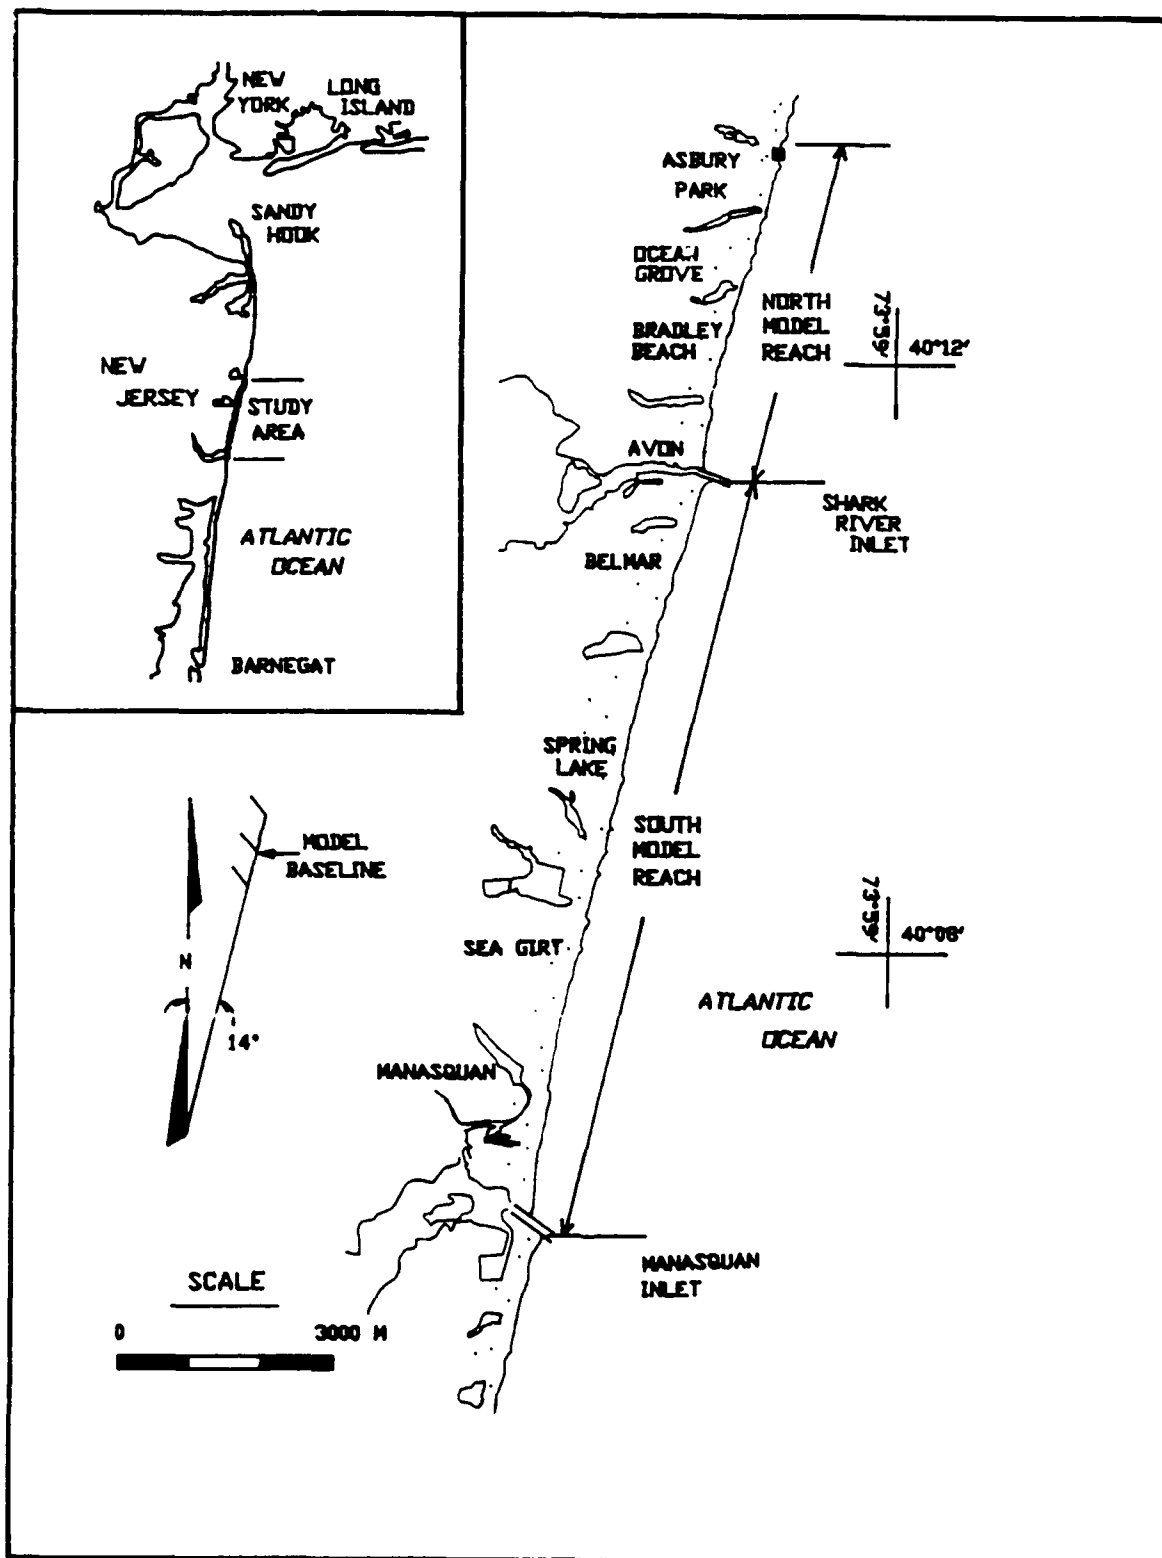 NEW
YORK
LONG
ISLAND
SANDY
HOOK
NEW
JERSEY
STUDY
AREA
ATLANTIC
OCEAN
BARNEGAT
ASBURY
PARK
OCEAN
GROVE
BRADLEY
BEACH
NORTH
MODEL
REACH
73°59'
40°12'
AVON
SHARK
RIVER
INLET
BELMAR
SPRING
LAKE
SOUTH
MODEL
REACH
MODEL
BASELINE
N
14°
SEA GIRT
73°59'
40°08'
ATLANTIC
OCEAN
MANASQUAN
MANASQUAN
INLET
SCALE
0 3000 M